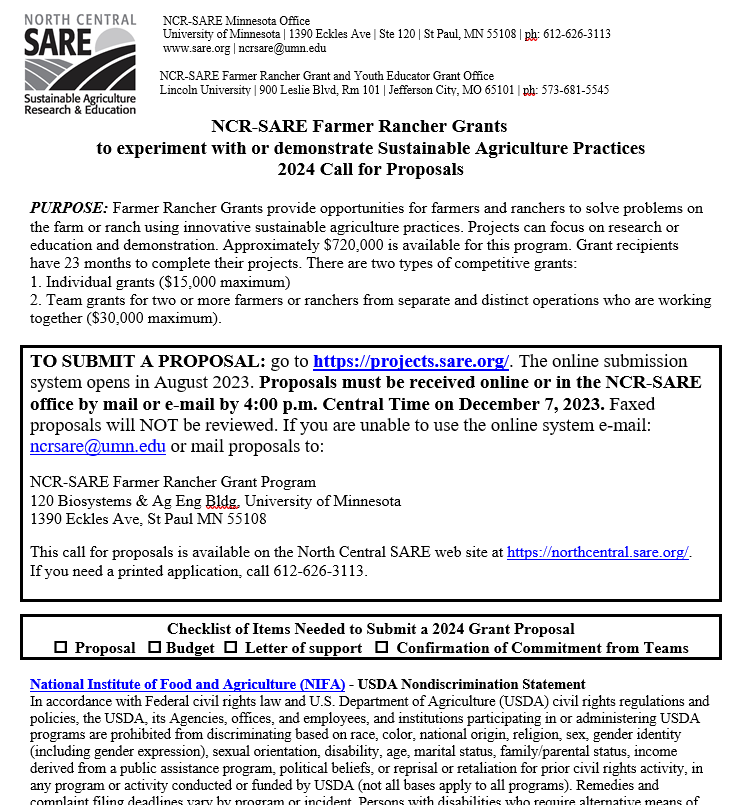 NORTH CENTRAL
SARE
Sustainable Agriculture
Research & Education
NCR-SARE Minnesota Office
University of Minnesota | 1390 Eckles Ave | Ste 120 | St Paul, MN 55108 | ph: 612-626-3113
www.sare.org | ncrsare@umn.edu
NCR-SARE Farmer Rancher Grant and Youth Educator Grant Office
Lincoln University | 900 Leslie Blvd, Rm 101 | Jefferson City, MO 65101 | ph: 573-681-5545
NCR-SARE Farmer Rancher Grants
to experiment with or demonstrate Sustainable Agriculture Practices
2024 Call for Proposals
PURPOSE: Farmer Rancher Grants provide opportunities for farmers and ranchers to solve problems on
the farm or ranch using innovative sustainable agriculture practices. Projects can focus on research or
education and demonstration. Approximately $720,000 is available for this program. Grant recipients
have 23 months to complete their projects. There are two types of competitive grants:
1. Individual grants ($15,000 maximum)
2. Team grants for two or more farmers or ranchers from separate and distinct operations who are working
together ($30,000 maximum).
TO SUBMIT A PROPOSAL: go to https://projects.sare.org/. The online submission
system opens in August 2023. Proposals must be received online or in the NCR-SARE
office by mail or e-mail by 4:00 p.m. Central Time on December 7, 2023. Faxed
proposals will NOT be reviewed. If you are unable to use the online system e-mail:
ncrsare@umn.edu or mail proposals to:
NCR-SARE Farmer Rancher Grant Program
120 Biosystems & Ag Eng Bldg, University of Minnesota
1390 Eckles Ave, St Paul MN 55108
This call for proposals is available on the North Central SARE web site at https://northcentral.sare.org/.
If you need a printed application, call 612-626-3113.
Checklist of Items Needed to Submit a 2024 Grant Proposal
☐ Proposal ☐ Budget ☐ Letter of support ☐ Confirmation of Commitment from Teams
National Institute of Food and Agriculture (NIFA) - USDA Nondiscrimination Statement
In accordance with Federal civil rights law and U.S. Department of Agriculture (USDA) civil rights regulations and
policies, the USDA, its Agencies, offices, and employees, and institutions participating in or administering USDA
programs are prohibited from discriminating based on race, color, national origin, religion, sex, gender identity
(including gender expression), sexual orientation, disability, age, marital status, family/parental status, income
derived from a public assistance program, political beliefs, or reprisal or retaliation for prior civil rights activity, in
any program or activity conducted or funded by USDA (not all bases apply to all programs). Remedies and
complaint filing deadlines vary by program or incident. Persons with disabilities who require alternative means of